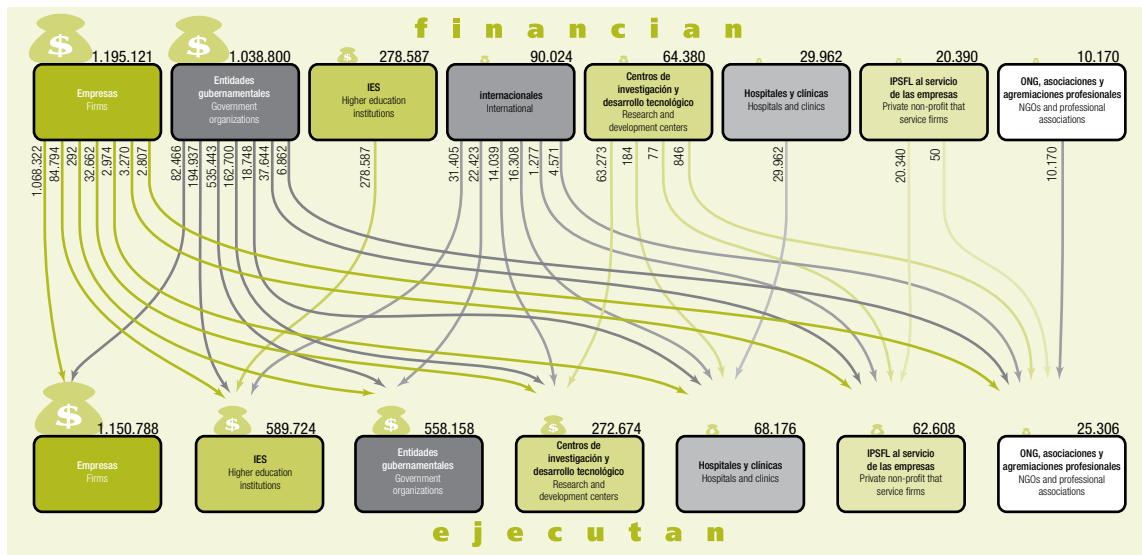 financian
$ 1.195.121
$ 1.038.800
$ 278.587
90.024
64.380
29.962
20.390
10.170
Empresas
Firms
Entidades
gubernamentales
Government
organizations
IES
Higher education
institutions
internacionales
International
Centros de
investigación y
desarrollo tecnológico
Research and
development centers
Hospitales y clínicas
Hospitals and clinics
IPSFL al servicio
de las empresas
Private non-profit that
service firms
ONG, asociaciones y
agremiaciones profesionales
NGOs and professional
associations
1.068.322
84.794
292
32.662
2.974
3.270
2.807
82.466
194.937
535.443
162.700
18.748
37.644
6.862
278.587
31.405
22.423
14.039
16.308
1.277
4.571
63.273
184
77
846
29.962
20.340
50
10.170
$ 1.150.788
$ 589.724
$ 558.158
$ 272.674
68.176
62.608
25.306
Empresas
Firms
IES
Higher education
institutions
Entidades
gubernamentales
Government
organizations
Centros de
investigación y
desarrollo tecnológico
Research and
development centers
Hospitales y clínicas
Hospitals and clinics
IPSFL al servicio
de las empresas
Private non-profit that
service firms
ONG, asociaciones y
agremiaciones profesionales
NGOs and professional
associations
ejecutan